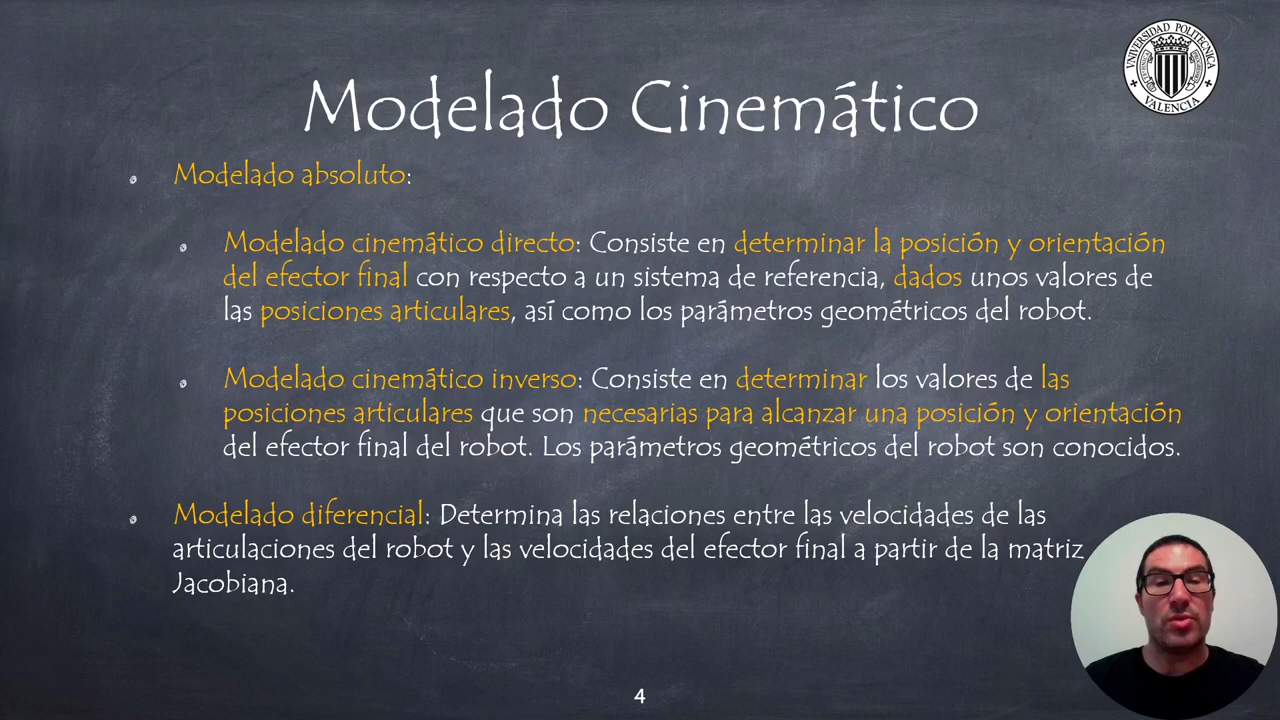 UNIVERSIDAD POLITECNICA
VALENCIA
Modelado Cinemático
Modelado absoluto:
Modelado cinemático directo: Consiste en determinar la posición y orientación
del efector final con respecto a un sistema de referencia, dados unos valores de
las posiciones articulares, así como los parámetros geométricos del robot.
Modelado cinemático inverso: Consiste en determinar los valores de las
posiciones articulares que son necesarias para alcanzar una posición y orientación
del efector final del robot. Los parámetros geométricos del robot son conocidos.
Modelado diferencial: Determina las relaciones entre las velocidades de las
articulaciones del robot y las velocidades del efector final a partir de la matriz
Jacobiana.
4